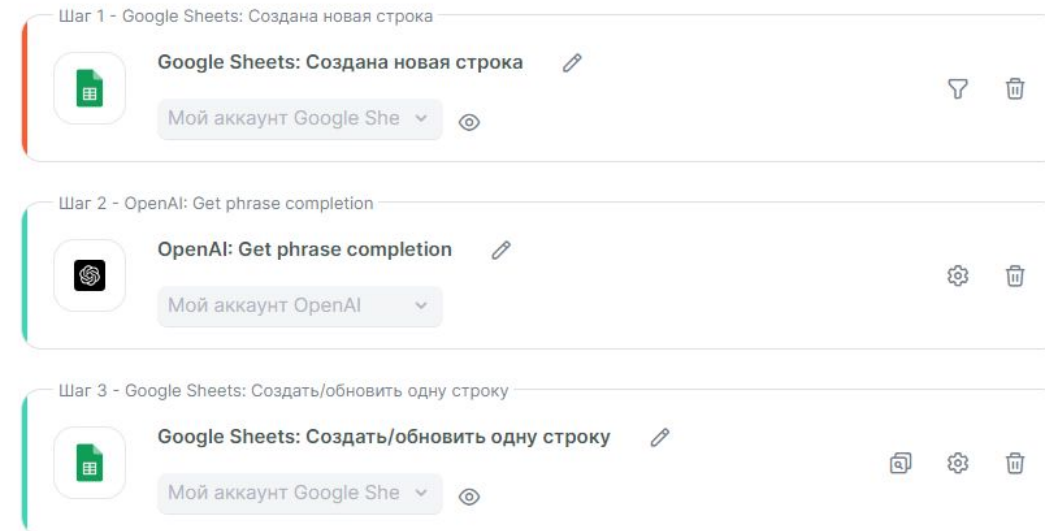 Шаг 1 - Google Sheets: Создана новая строка
Google Sheets: Создана новая строка
Мой аккаунт Google She
Шаг 2 - OpenAI: Get phrase completion
OpenAI: Get phrase completion
Мой аккаунт OpenAI
Шаг 3 - Google Sheets: Создать/обновить одну строку
Google Sheets: Создать/обновить одну строку
Мой аккаунт Google She